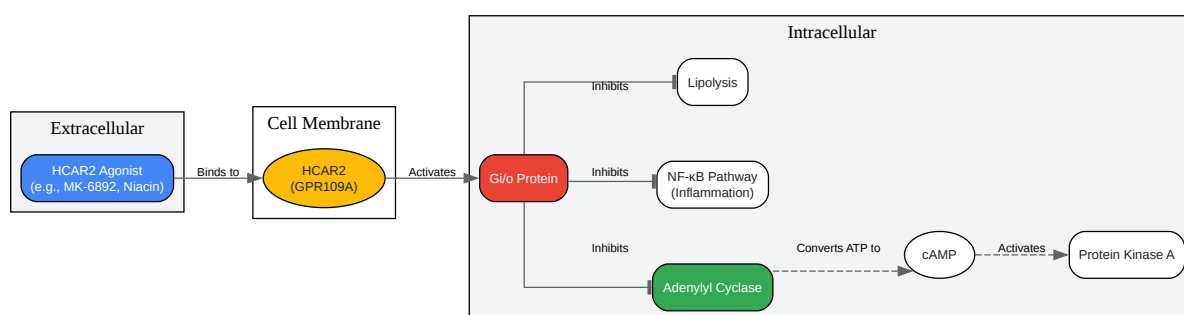 Intracellular
Inhibits
Lipolysis
Extracellular
HCAR2 Agonist
(e.g., MK-6892, Niacin)
Binds to
Cell Membrane
HCAR2
(GPR109A)
Activates
Gi/o Protein
Inhibits
NF-κB Pathway
(Inflammation)
Inhibits
Adenylyl Cyclase
Converts ATP to
cAMP
Activates
Protein Kinase A